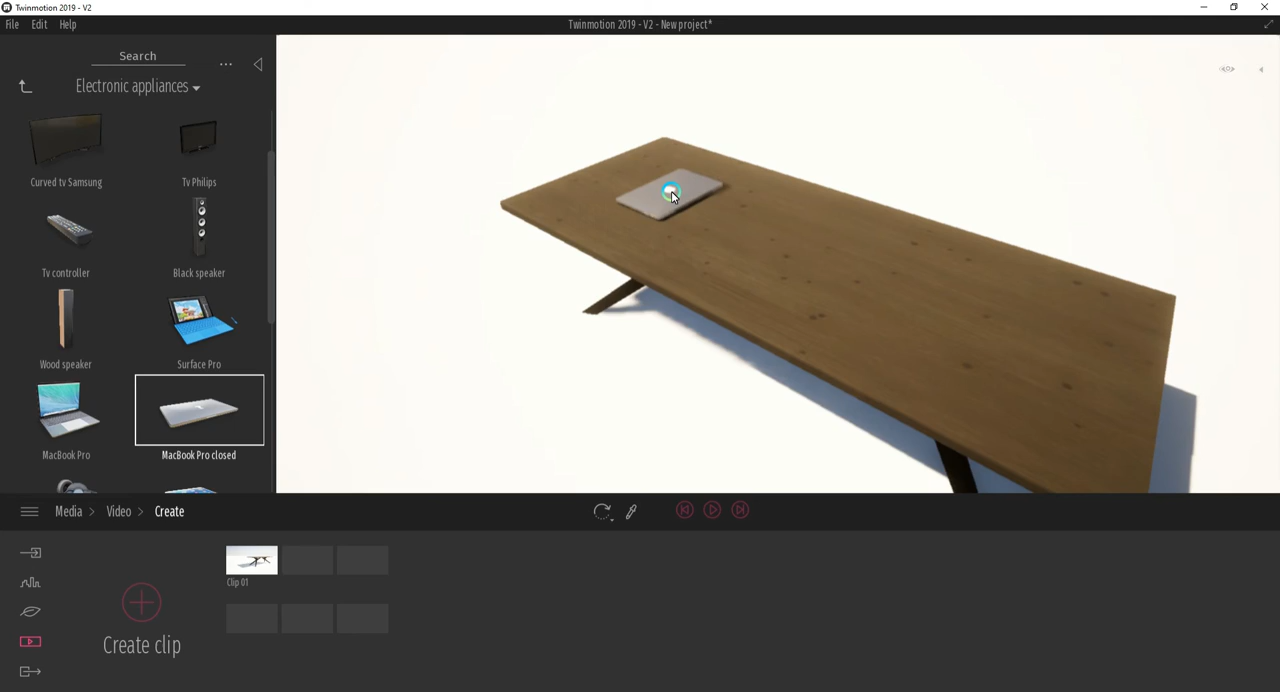 Twinmotion 2019 - V2
File Edit Help
Twinmotion 2019 - V2 - New project*
Search
Electronic appliances
Curved tv Samsung
Tv Philips
Tv controller
Black speaker
Wood speaker
Surface Pro
MacBook Pro
MacBook Pro closed
Media > Video > Create
Clip 01
Create clip